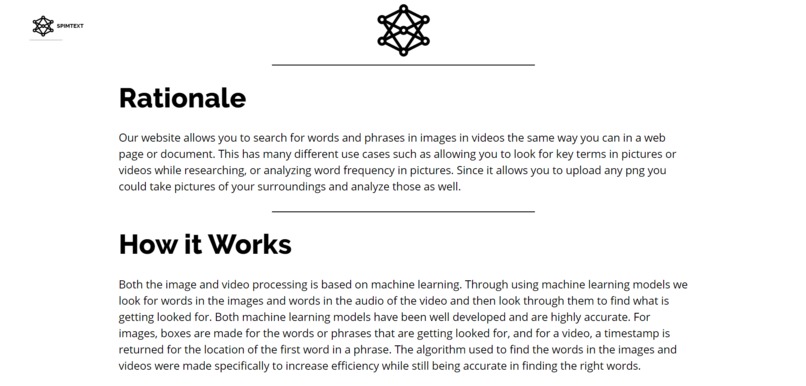 SPIMTEXT
Rationale
Our website allows you to search for words and phrases in images in videos the same way you can in a web
page or document. This has many different use cases such as allowing you to look for key terms in pictures or
videos while researching, or analyzing word frequency in pictures. Since it allows you to upload any png you
could take pictures of your surroundings and analyze those as well.
How it Works
Both the image and video processing is based on machine learning. Through using machine learning models we
look for words in the images and words in the audio of the video and then look through them to find what is
getting looked for. Both machine learning models have been well developed and are highly accurate. For
images, boxes are made for the words or phrases that are getting looked for, and for a video, a timestamp is
returned for the location of the first word in a phrase. The algorithm used to find the words in the images and
videos were made specifically to increase efficiency while still being accurate in finding the right words.